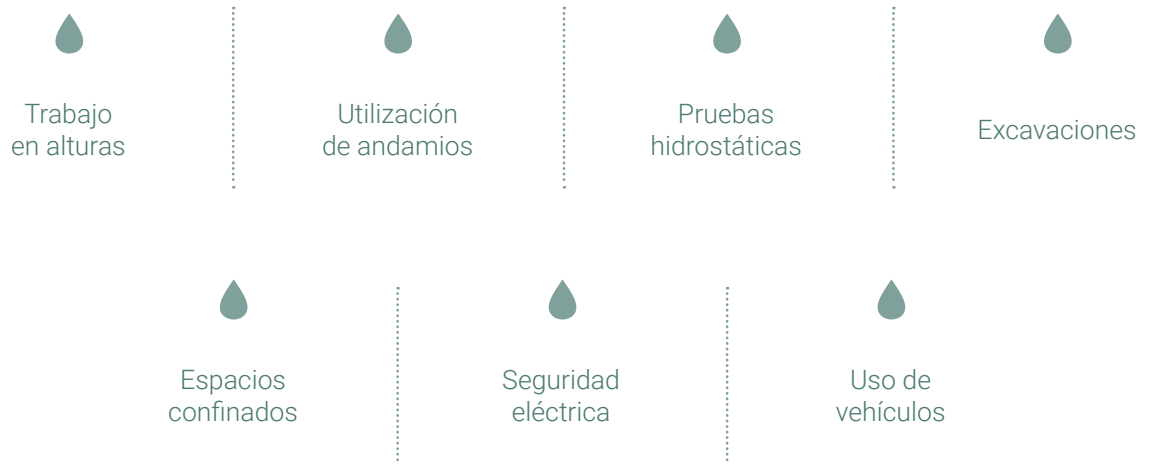 Trabajo
en alturas
Utilización
de andamios
Pruebas
hidrostáticas
Excavaciones
Espacios
confinados
Seguridad
eléctrica
Uso de
vehículos